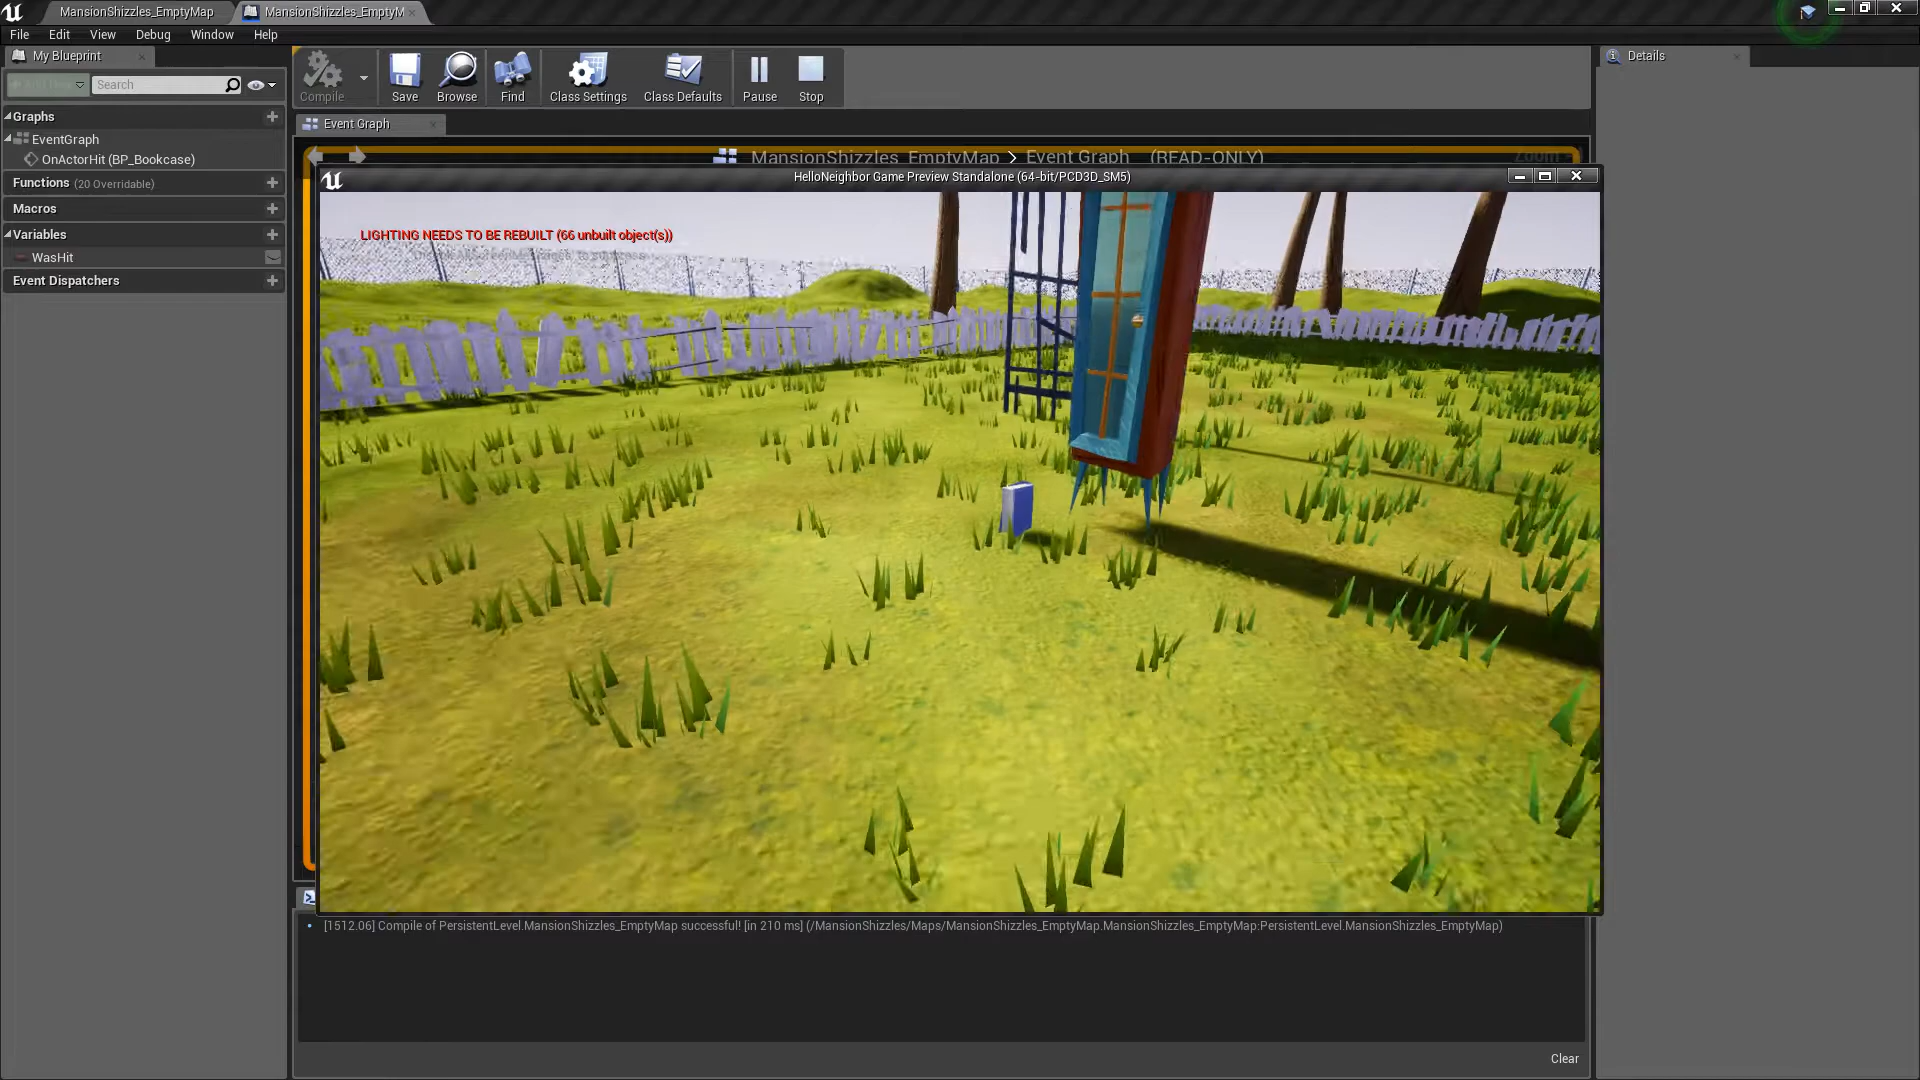 MansionShizzles_EmptyMap
MansionShizzles_EmptyM
File Edit View Debug Window Help
My Blueprint
Search
Compile
Save
Browse
Find
Class Settings
Class Defaults
Pause
Stop
Details
Graphs
EventGraph
OnActorHit (BP_Bookcase)
Functions (20 Overridable)
Macros
Variables
WasHit
Event Dispatchers
Event Graph
MansionShizzles_EmptyMap > Event Graph (READ-ONLY)
Zoom
HelloNeighbor Game Preview Standalone (64-bit/PCD3D_SM5)
LIGHTING NEEDS TO BE REBUILT (66 unbuilt object(s))
[1512.06] Compile of PersistentLevel.MansionShizzles_EmptyMap successful! [in 210 ms] (/MansionShizzles/Maps/MansionShizzles_EmptyMap.MansionShizzles_EmptyMap:PersistentLevel.MansionShizzles_EmptyMap)
Clear